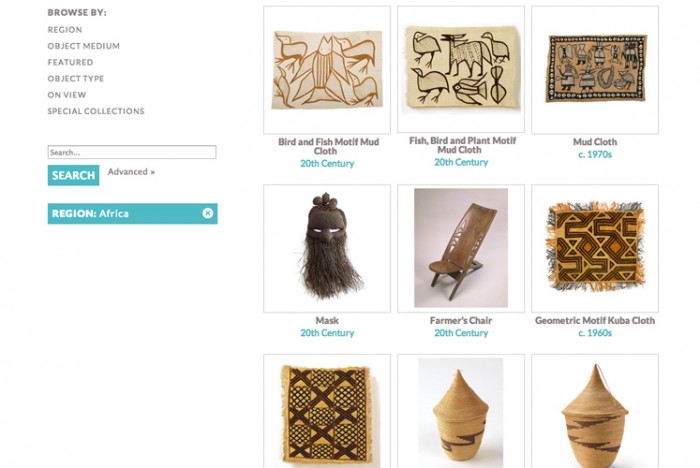 BROWSE BY:
REGION
OBJECT MEDIUM
FEATURED
OBJECT TYPE
ON VIEW
SPECIAL COLLECTIONS
Search...
SEARCH
Advanced »
REGION: Africa
Bird and Fish Motif Mud
Cloth
20th Century
Fish, Bird and Plant Motif
Mud Cloth
20th Century
Mud Cloth
c. 1970s
Mask
20th Century
Farmer's Chair
20th Century
Geometric Motif Kuba Cloth
c. 1960s